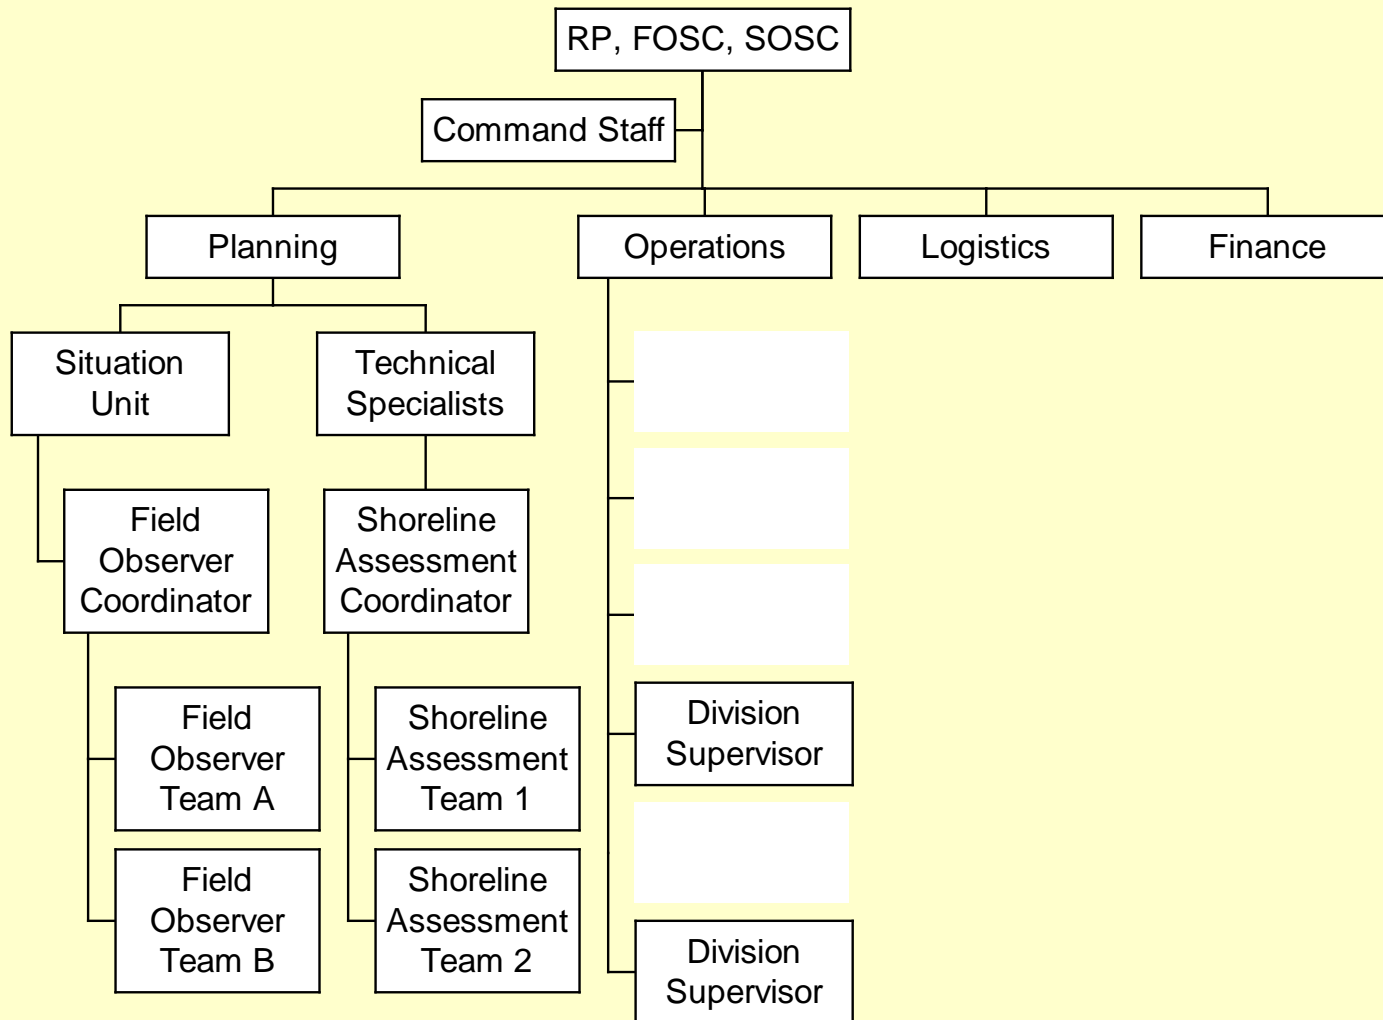 RP, FOSC, SOSC
Command Staff
Planning
Operations
Logistics
Finance
Situation
Unit
Technical
Specialists
Field
Observer
Coordinator
Shoreline
Assessment
Coordinator
Field
Observer
Team A
Shoreline
Assessment
Team 1
Division
Supervisor
Field
Observer
Team B
Shoreline
Assessment
Team 2
Division
Supervisor